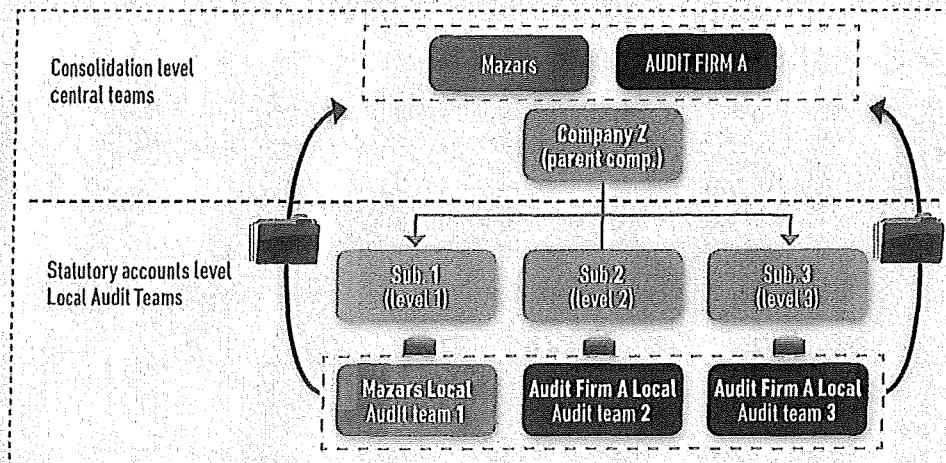 Consolidation level
central teams
Mazars
AUDIT FIRM A
Company Z
(parent comp.)
Statutory accounts level
Local Audit Teams
Sub. 1
(level 1)
Sub. 2
(level 2)
Sub. 3
(level 3)
Mazars Local
Audit team 1
Audit Firm A Local
Audit team 2
Audit Firm A Local
Audit team 3